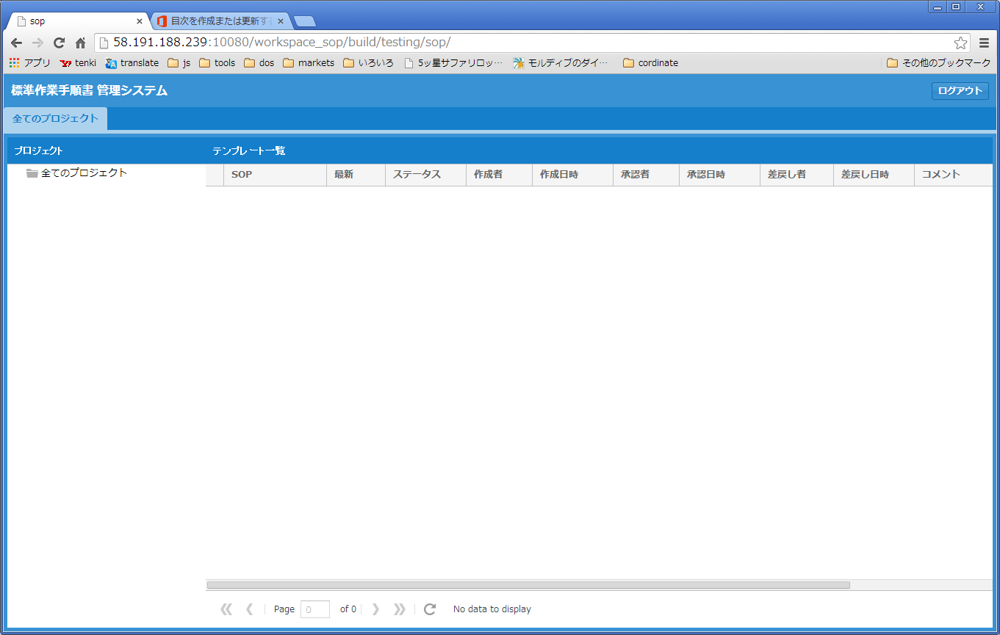 sop
目次を作成または更新する
58.191.188.239:10080/workspace_sop/build/testing/sop/
アプリ tenki translate js tools dos markets いろいろ 5ッ星サファリロッ… モルディブのダイ… cordinate その他のブックマーク
標準作業手順書 管理システム ログアウト
全てのプロジェクト
プロジェクト テンプレート一覧
全てのプロジェクト SOP 最新 ステータス 作成者 作成日時 承認者 承認日時 差戻し者 差戻し日時 コメント
Page 0 of 0 No data to display